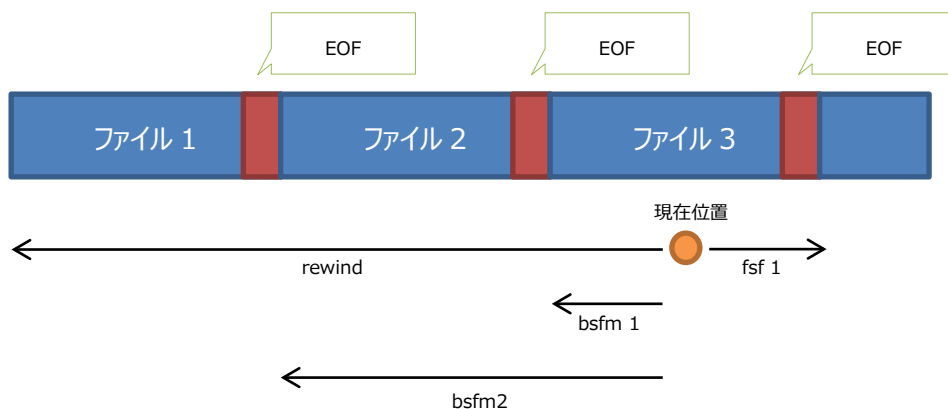 EOF
EOF
EOF
ファイル 1
ファイル 2
ファイル 3
現在位置
rewind
fsf 1
bsfm 1
bsfm2